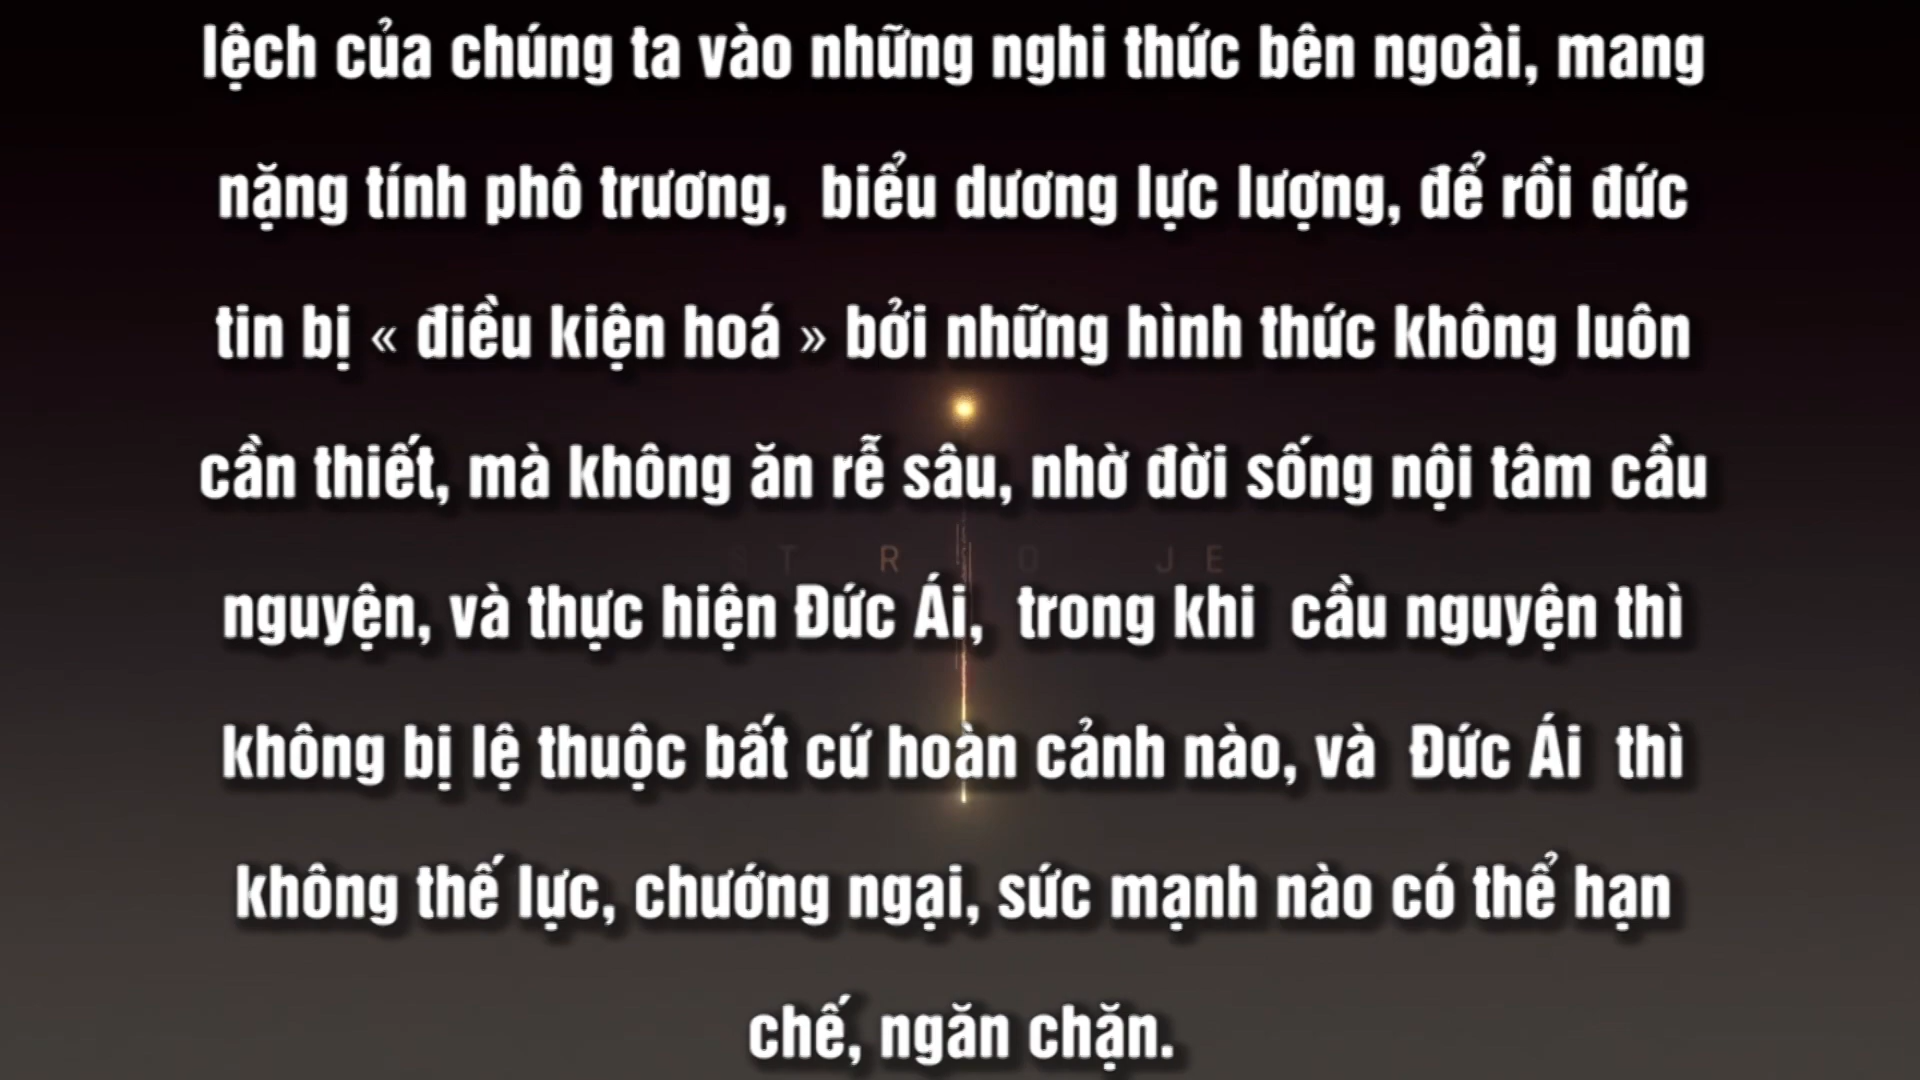 lệch của chúng ta vào những nghi thức bên ngoài, mang
nặng tính phô trương, biểu dương lực lượng, để rồi đức
tin bị « điều kiện hoá » bởi những hình thức không luôn
cần thiết, mà không ăn rễ sâu, nhờ đời sống nội tâm cầu
nguyện, và thực hiện Đức Ái, trong khi cầu nguyện thì
không bị lệ thuộc bất cứ hoàn cảnh nào, và Đức Ái thì
không thế lực, chướng ngại, sức mạnh nào có thể hạn
chế, ngăn chặn.